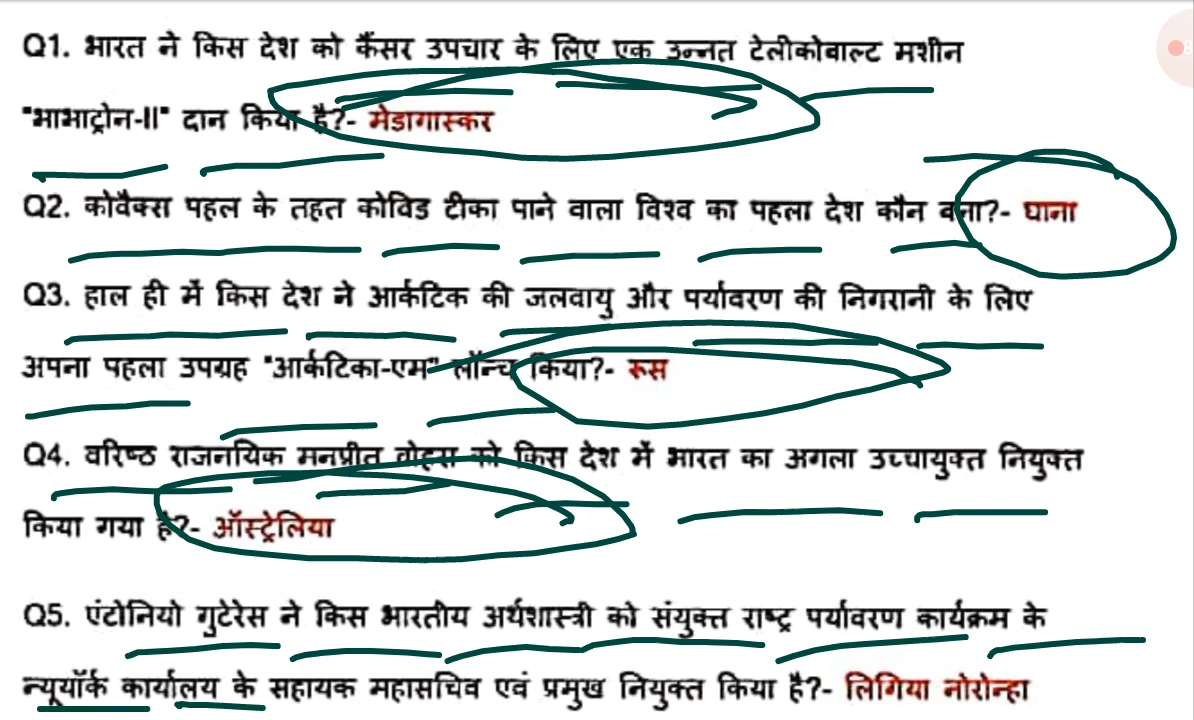 Q1. भारत ने किस देश को कैंसर उपचार के लिए एक उन्नत टेलीकोबाल्ट मशीन
"भाभाट्रोन-II" दान किया है?- मेडागास्कर
Q2. कोवैक्स पहल के तहत कोविड टीका पाने वाला विश्व का पहला देश कौन बना?- घाना
Q3. हाल ही में किस देश ने आर्कटिक की जलवायु और पर्यावरण की निगरानी के लिए
अपना पहला उपग्रह "आर्कटिका-एम" लॉन्च किया?- रूस
Q4. वरिष्ठ राजनयिक मनप्रीत वोहरा को किस देश में भारत का अगला उच्चायुक्त नियुक्त
किया गया है?- ऑस्ट्रेलिया
Q5. एंटोनियो गुटेरेस ने किस भारतीय अर्थशास्त्री को संयुक्त राष्ट्र पर्यावरण कार्यक्रम के
न्यूयॉर्क कार्यालय के सहायक महासचिव एवं प्रमुख नियुक्त किया है?- लिगिया नोरोन्हा